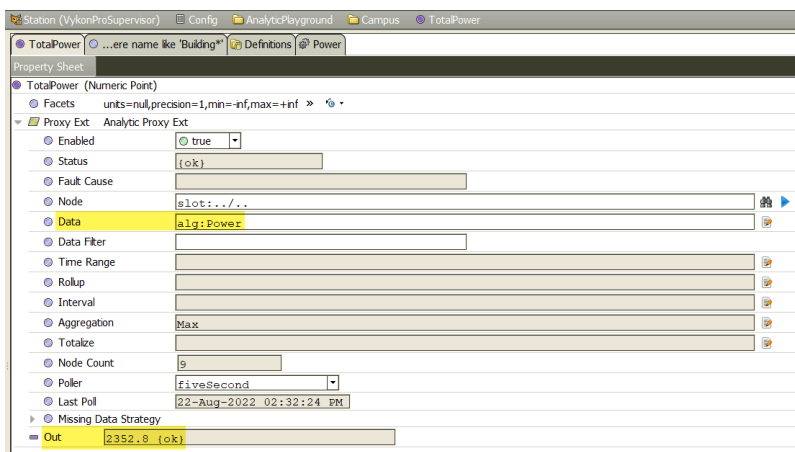 Station (VykonProSupervisor) Config AnalyticPlayground Campus TotalPower
TotalPower ...ere name like 'Building*' Definitions Power
Property Sheet
TotalPower (Numeric Point)
Facets units=null,precision=1,min=-inf,max=+inf »
Proxy Ext Analytic Proxy Ext
Enabled true
Status {ok}
Fault Cause
Node slot:../..
Data alg:Power
Data Filter
Time Range
Rollup
Interval
Aggregation Max
Totalize
Node Count 9
Poller fiveSecond
Last Poll 22-Aug-2022 02:32:24 PM
Missing Data Strategy
Out 2352.8 {ok}